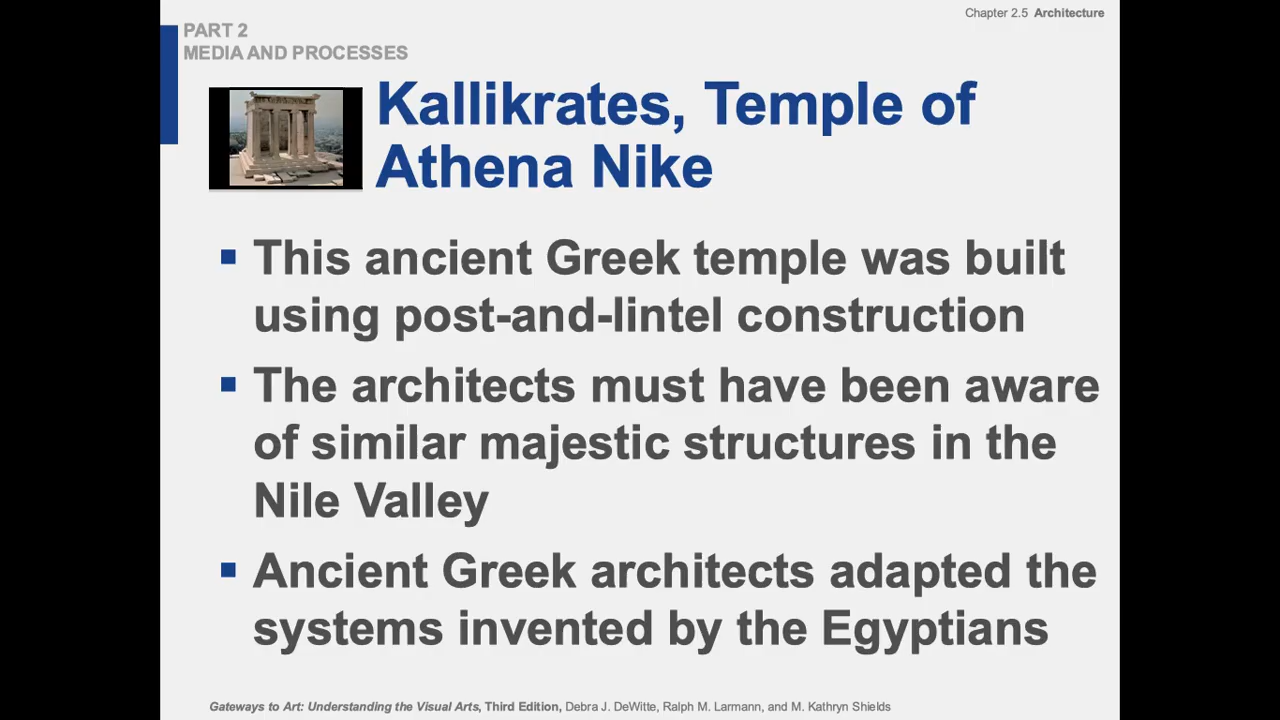 Chapter 2.5 Architecture
PART 2
MEDIA AND PROCESSES
Kallikrates, Temple of
Athena Nike
▪ This ancient Greek temple was built
using post-and-lintel construction
▪ The architects must have been aware
of similar majestic structures in the
Nile Valley
▪ Ancient Greek architects adapted the
systems invented by the Egyptians
Gateways to Art: Understanding the Visual Arts, Third Edition, Debra J. DeWitte, Ralph M. Larmann, and M. Kathryn Shields